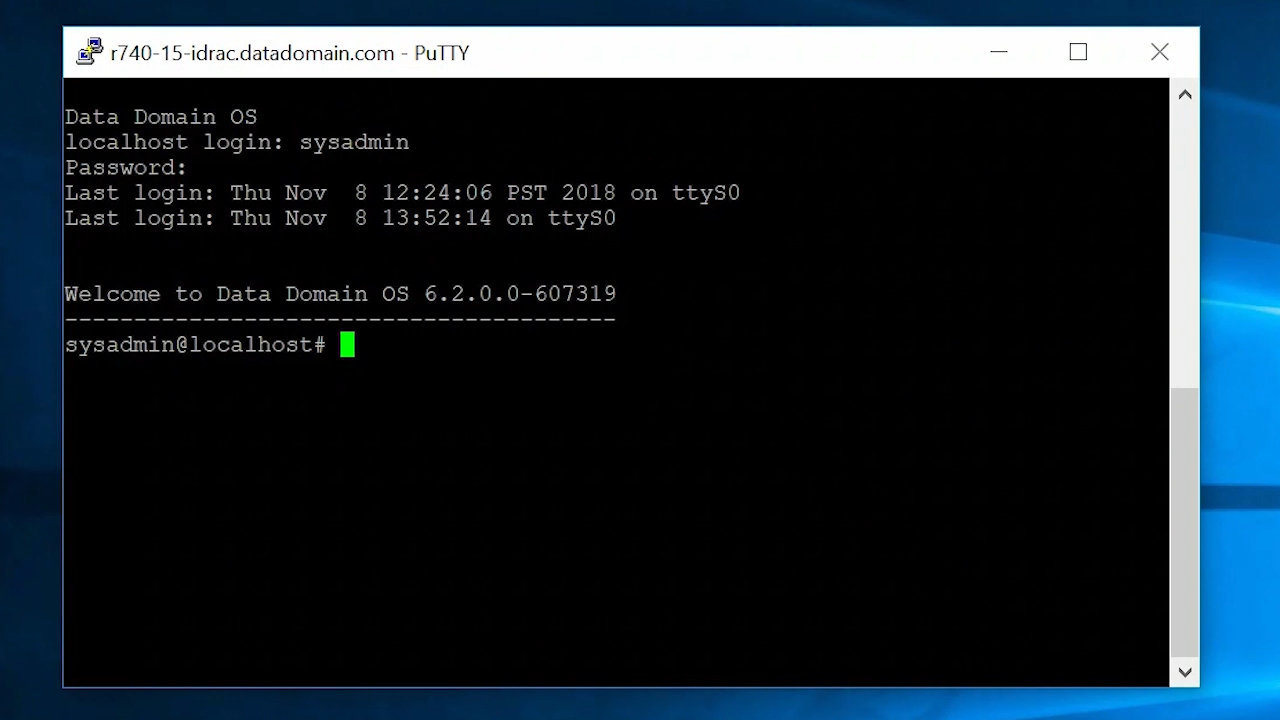 r740-15-idrac.datadomain.com - PuTTY
Data Domain OS
localhost login: sysadmin
Password:
Last login: Thu Nov  8 12:24:06 PST 2018 on ttyS0
Last login: Thu Nov  8 13:52:14 on ttyS0
Welcome to Data Domain OS 6.2.0.0-607319
----------------------------------------
sysadmin@localhost#